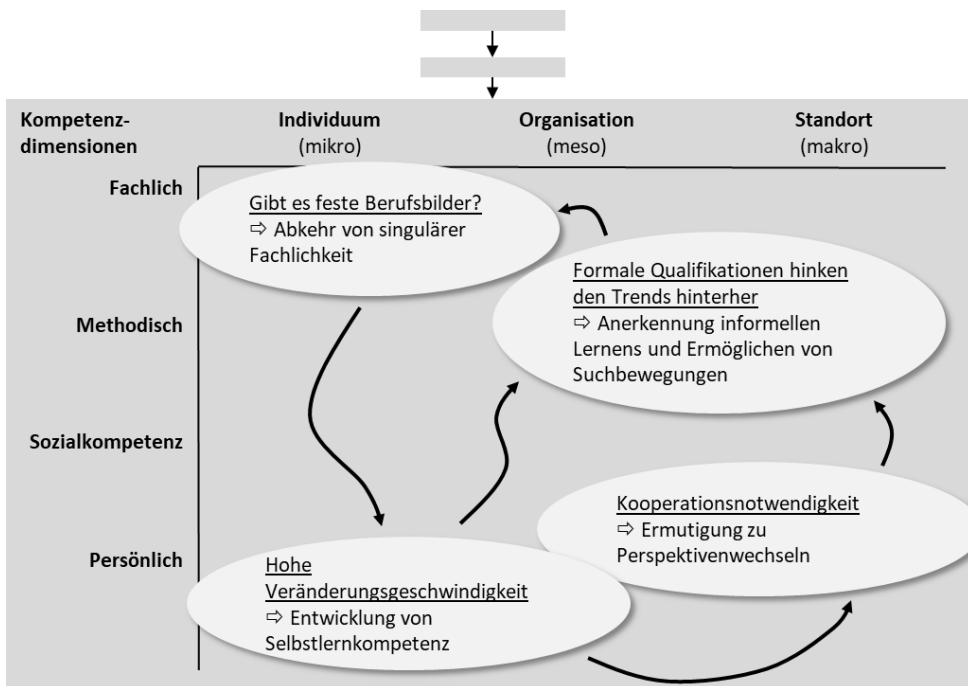 Kompetenz-
dimensionen
Individuum
(mikro)
Organisation
(meso)
Standort
(makro)
Fachlich
Methodisch
Sozialkompetenz
Persönlich
Gibt es feste Berufsbilder?
⇨ Abkehr von singulärer
Fachlichkeit
Formale Qualifikationen hinken
den Trends hinterher
⇨ Anerkennung informellen
Lernens und Ermöglichen von
Suchbewegungen
Kooperationsnotwendigkeit
⇨ Ermutigung zu
Perspektivenwechseln
Hohe
Veränderungsgeschwindigkeit
⇨ Entwicklung von
Selbstlernkompetenz